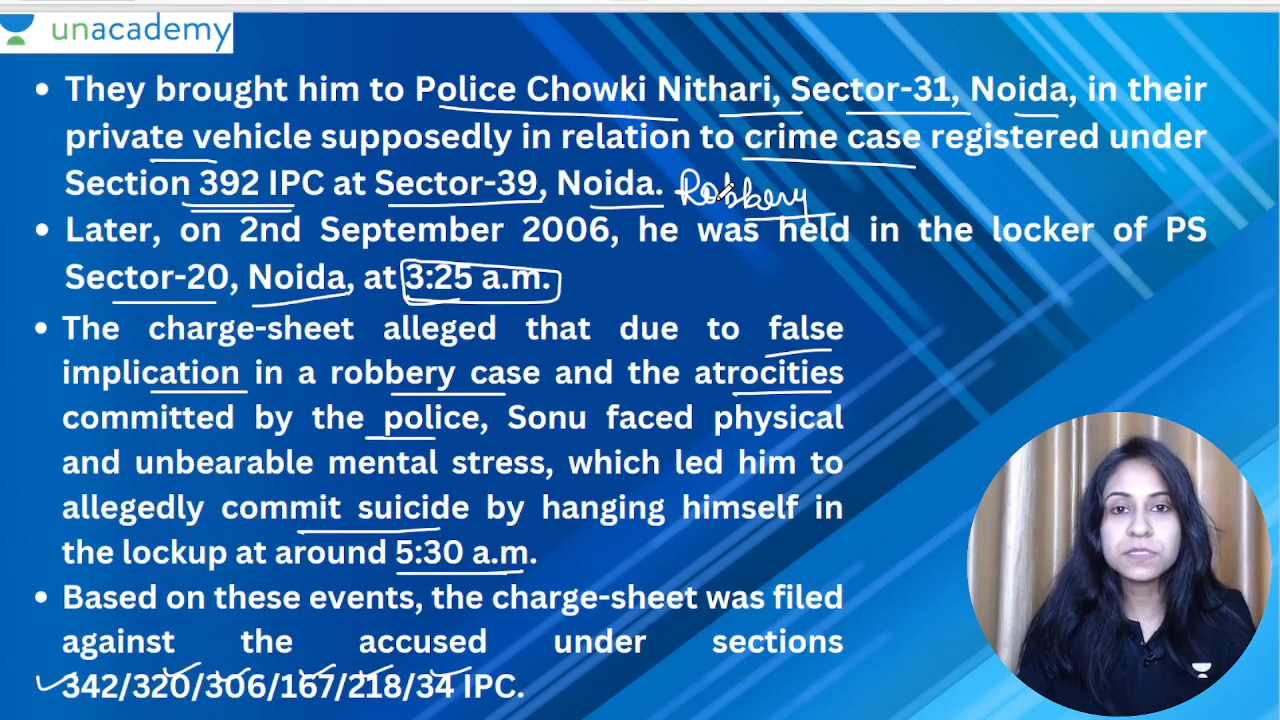 unacademy
• They brought him to Police Chowki Nithari, Sector-31, Noida, in their
private vehicle supposedly in relation to crime case registered under
Section 392 IPC at Sector-39, Noida. Robbery
• Later, on 2nd September 2006, he was held in the locker of PS
Sector-20, Noida, at 3:25 a.m.
• The charge-sheet alleged that due to false
implication in a robbery case and the atrocities
committed by the police, Sonu faced physical
and unbearable mental stress, which led him to
allegedly commit suicide by hanging himself in
the lockup at around 5:30 a.m.
• Based on these events, the charge-sheet was filed
against the accused under sections
342/320/306/167/218/34 IPC.